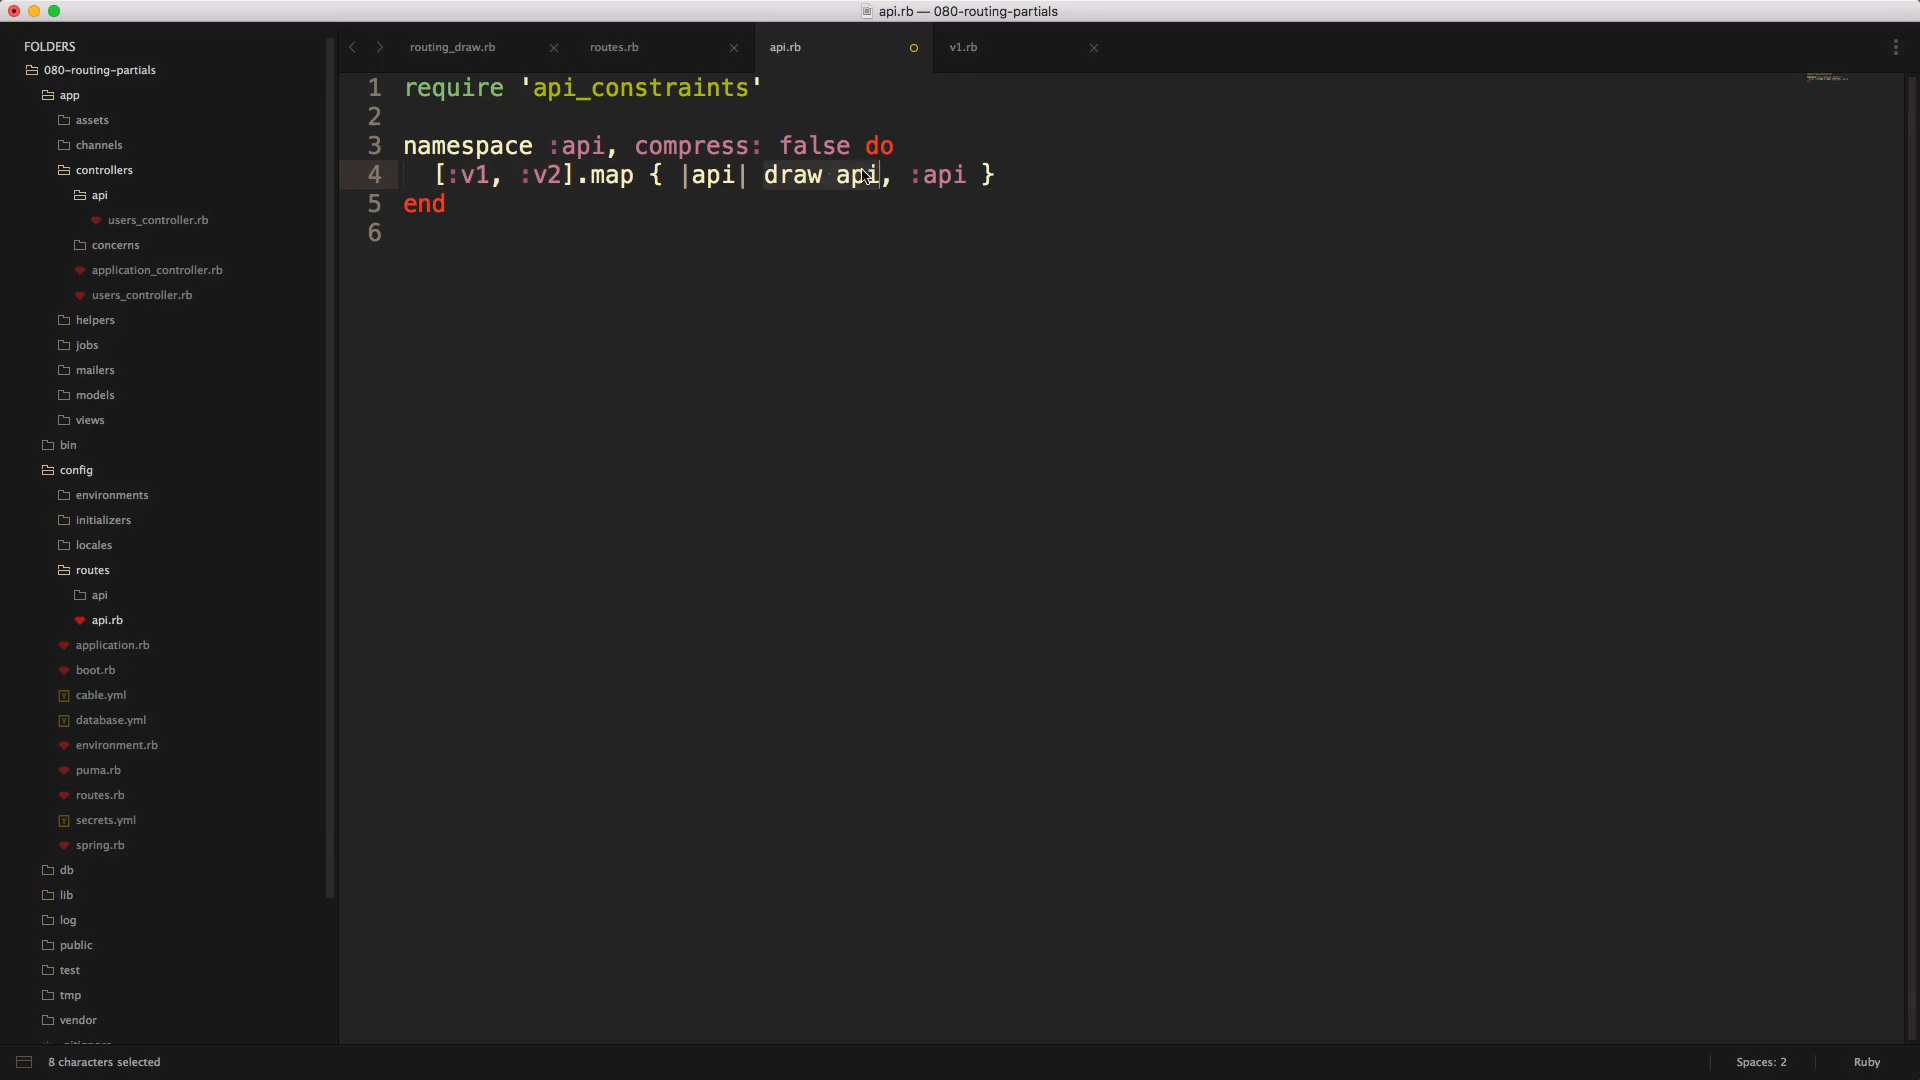 api.rb — 080-routing-partials
FOLDERS
080-routing-partials
app
assets
channels
controllers
api
users_controller.rb
concerns
application_controller.rb
users_controller.rb
helpers
jobs
mailers
models
views
bin
config
environments
initializers
locales
routes
api
api.rb
application.rb
boot.rb
cable.yml
database.yml
environment.rb
puma.rb
routes.rb
secrets.yml
spring.rb
db
lib
log
public
test
tmp
vendor
routing_draw.rb
routes.rb
api.rb
v1.rb
1 require 'api_constraints'
2
3 namespace :api, compress: false do
4 [:v1, :v2].map { |api| draw api, :api }
5 end
6
8 characters selected
Spaces: 2
Ruby